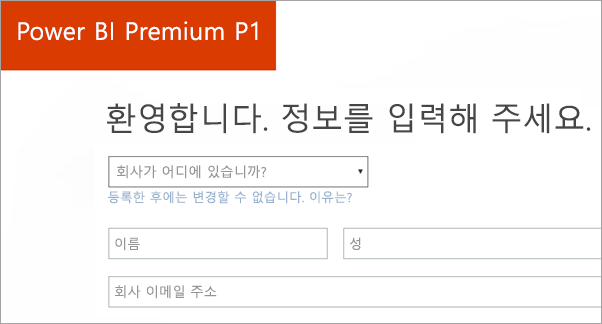 Power BI Premium P1
환영합니다. 정보를 입력해 주세요.
회사가 어디에 있습니까?
등록한 후에는 변경할 수 없습니다. 이유는?
이름 성
회사 이메일 주소